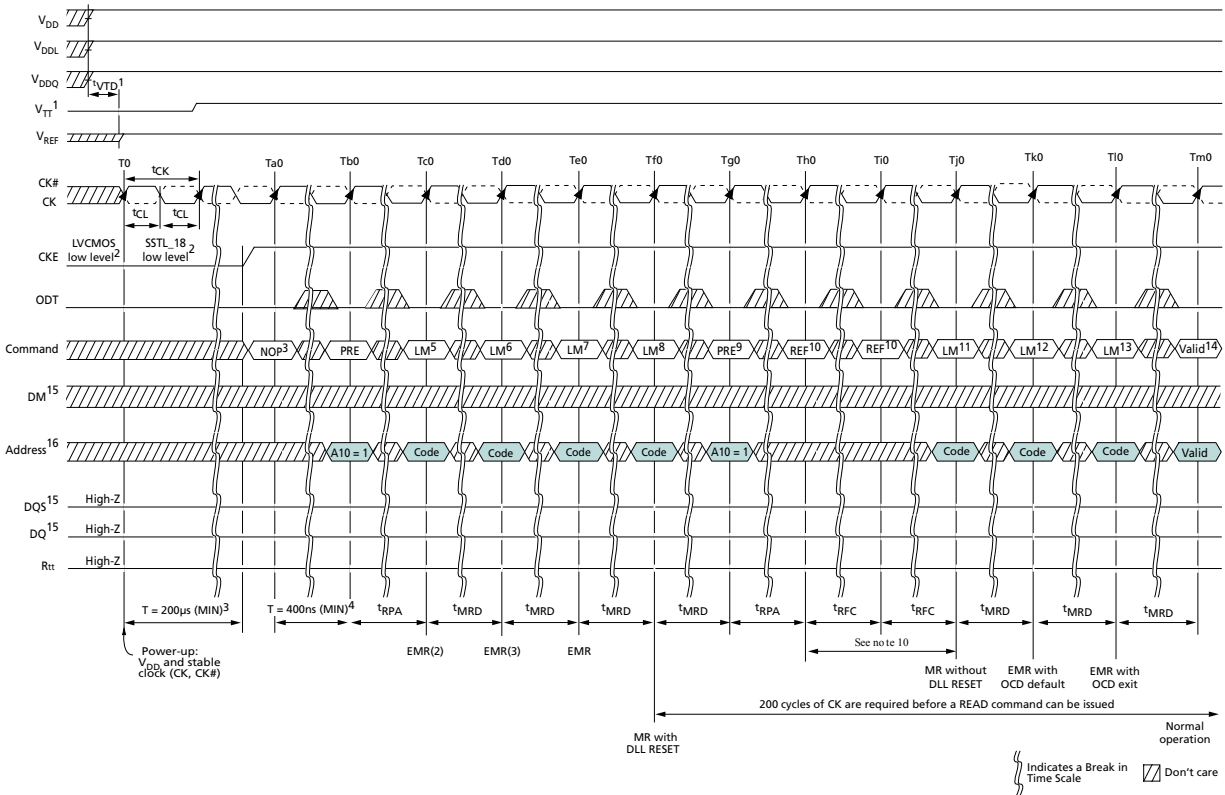 VDD
VDDL
VDDQ
tVTD1
VTT1
VREF
T0 Ta0 Tb0 Tc0 Td0 Te0 Tf0 Tg0 Th0 Ti0 Tj0 Tk0 Tl0 Tm0
tCK
CK#
CK
tCL tCL
LVCMOS low level2
SSTL_18 low level2
CKE
ODT
Command NOP3 PRE LM5 LM6 LM7 LM8 PRE9 REF10 REF10 LM11 LM12 LM13 Valid14
DM15
Address16 A10 = 1 Code Code Code Code A10 = 1 Code Code Code Valid
DQS15 High-Z
DQ15 High-Z
Rtt High-Z
T = 200µs (MIN)3 T = 400ns (MIN)4 tRPA tMRD tMRD tMRD tMRD tRPA tRFC tRFC tMRD tMRD tMRD
See note 10
Power-up:
VDD and stable
clock (CK, CK#)
EMR(2) EMR(3) EMR
MR without
DLL RESET
EMR with
OCD default
EMR with
OCD exit
200 cycles of CK are required before a READ command can be issued
MR with
DLL RESET
Normal
operation
Indicates a Break in
Time Scale
Don't care